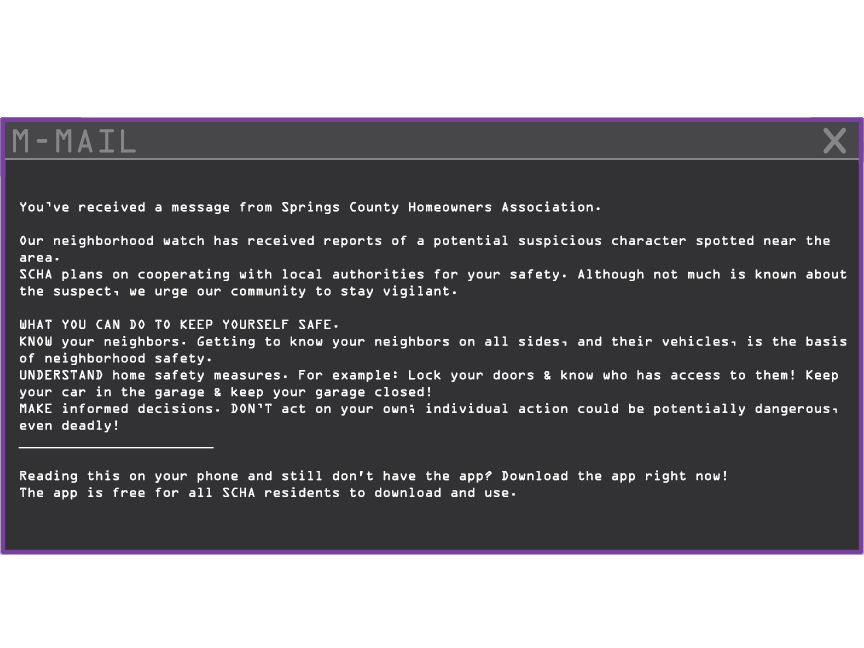 M-MAIL X
You've received a message from Springs County Homeowners Association.
Our neighborhood watch has received reports of a potential suspicious character spotted near the
area.
SCHA plans on cooperating with local authorities for your safety. Although not much is known about
the suspect, we urge our community to stay vigilant.
WHAT YOU CAN DO TO KEEP YOURSELF SAFE.
KNOW your neighbors. Getting to know your neighbors on all sides, and their vehicles, is the basis
of neighborhood safety.
UNDERSTAND home safety measures. For example: Lock your doors & know who has access to them! Keep
your car in the garage & keep your garage closed!
MAKE informed decisions. DON'T act on your own; individual action could be potentially dangerous,
even deadly!
Reading this on your phone and still don't have the app? Download the app right now!
The app is free for all SCHA residents to download and use.